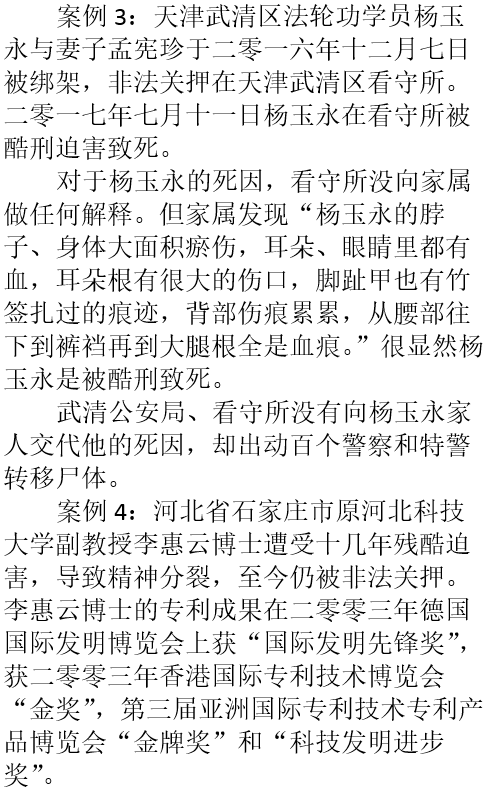 案例 3：天津武清区法轮功学员杨玉
永与妻子孟宪珍于二零一六年十二月七日
被绑架，非法关押在天津武清区看守所。
二零一七年七月十一日杨玉永在看守所被
酷刑迫害致死。
对于杨玉永的死因，看守所没向家属
做任何解释。但家属发现“杨玉永的脖
子、身体大面积瘀伤，耳朵、眼睛里都有
血，耳朵根有很大的伤口，脚趾甲也有竹
签扎过的痕迹，背部伤痕累累，从腰部往
下到裤裆再到大腿根全是血痕。”很显然杨
玉永是被酷刑致死。
武清公安局、看守所没有向杨玉永家
人交代他的死因，却出动百个警察和特警
转移尸体。
案例 4：河北省石家庄市原河北科技
大学副教授李惠云博士遭受十几年残酷迫
害，导致精神分裂，至今仍被非法关押。
李惠云博士的专利成果在二零零三年德国
国际发明博览会上获“国际发明先锋奖”，
获二零零三年香港国际专利技术博览会
“金奖”，第三届亚洲国际专利技术专利产
品博览会“金牌奖”和“科技发明进步
奖”。